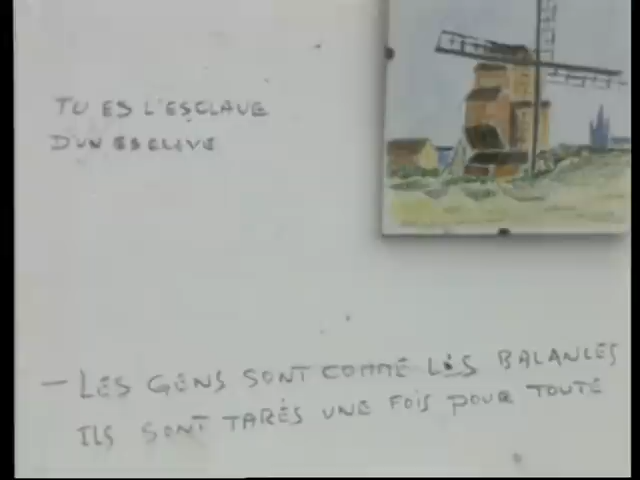 TU ES L'ESCLAVE
D'UN ESCLAVE
— LES GENS SONT COMME LES BALANCES
ILS SONT TARÉS UNE FOIS POUR TOUTE